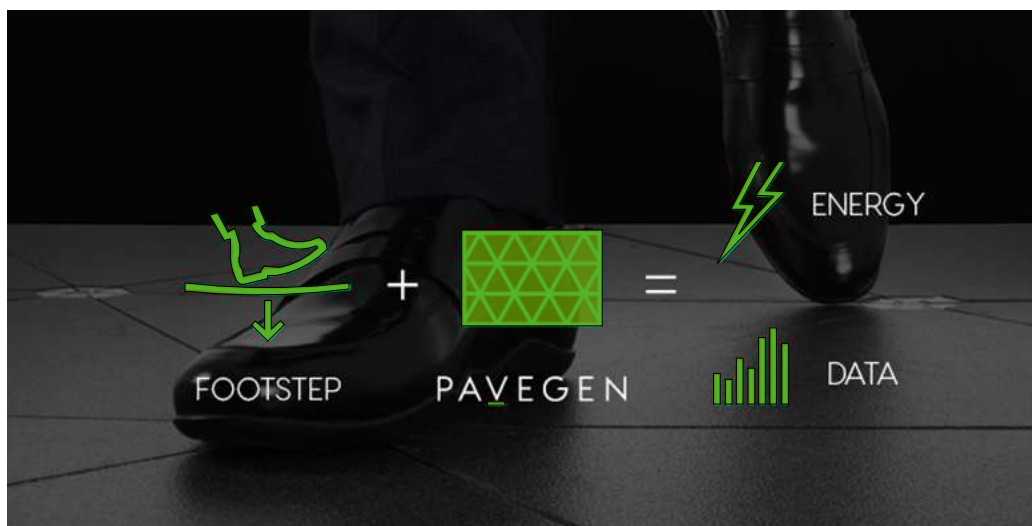 FOOTSTEP
+
PAVEGEN
=
ENERGY
DATA